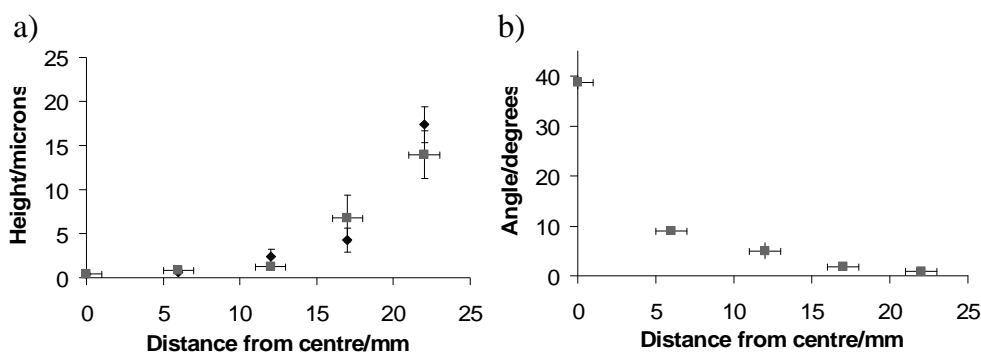 a)
Height/microns
25
20
15
10
5
0
0 5 10 15 20 25
Distance from centre/mm
b)
Angle/degrees
40
30
20
10
0
0 5 10 15 20 25
Distance from centre/mm